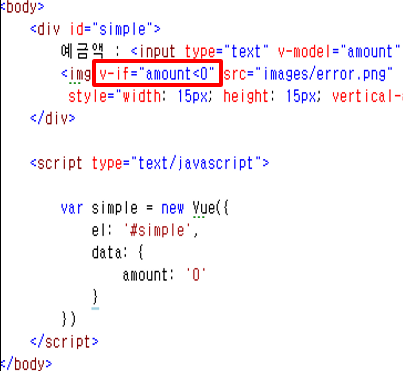 <body>
<div id="simple">
예금액 : <input type="text" v-model="amount"
<img v-if="amount<0" src="images/error.png"
style="width: 15px; height: 15px; vertical-
</div>
<script type="text/javascript">
var simple = new Vue({
el: '#simple',
data: {
amount: '0'
}
})
</script>
</body>